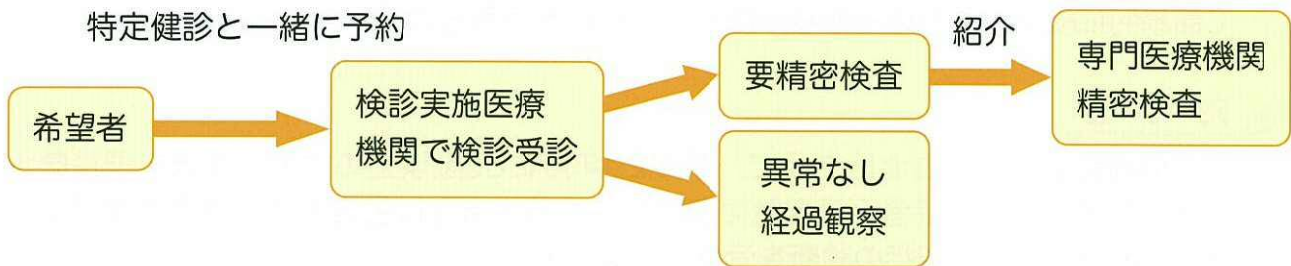 特定健診と一緒に予約
希望者
検診実施医療
機関で検診受診
要精密検査
異常なし
経過観察
紹介
専門医療機関
精密検査